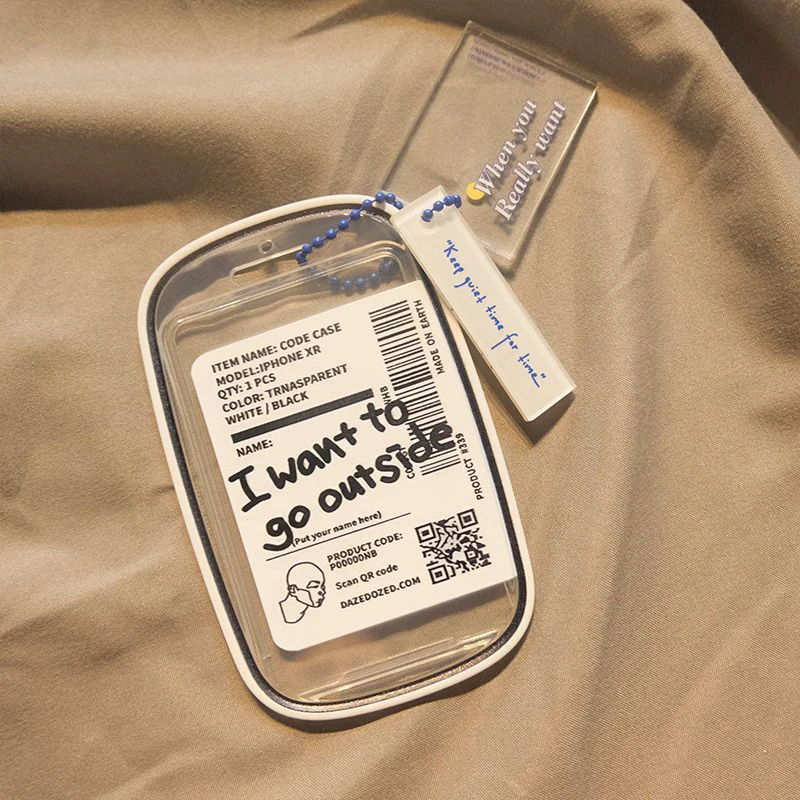 When you
Really want
"Keep quiet time for time"
ITEM NAME: CODE CASE
MODEL:IPHONE XR
QTY: 1 PCS
COLOR: TRNASPARENT
WHITE / BLACK
MADE ON EARTH
PRODUCT #339
NAME:
I want to
go outside
(Put your name here)
PRODUCT CODE:
P00000NB
Scan QR code
DAZEDOZED.COM